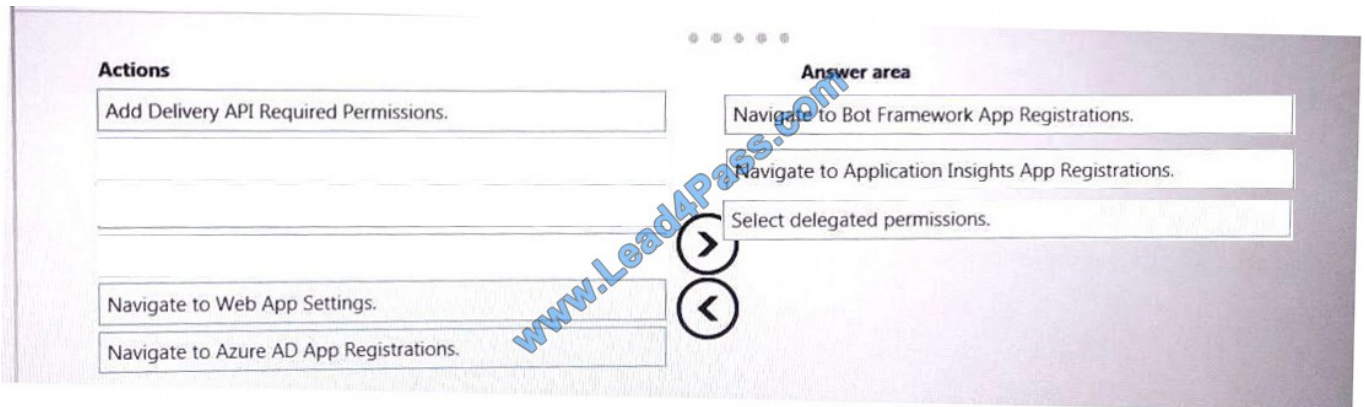 Actions
Add Delivery API Required Permissions.
Navigate to Web App Settings.
Navigate to Azure AD App Registrations.
Answer area
Navigate to Bot Framework App Registrations.
Navigate to Application Insights App Registrations.
Select delegated permissions.
www.Lead4Pass.com